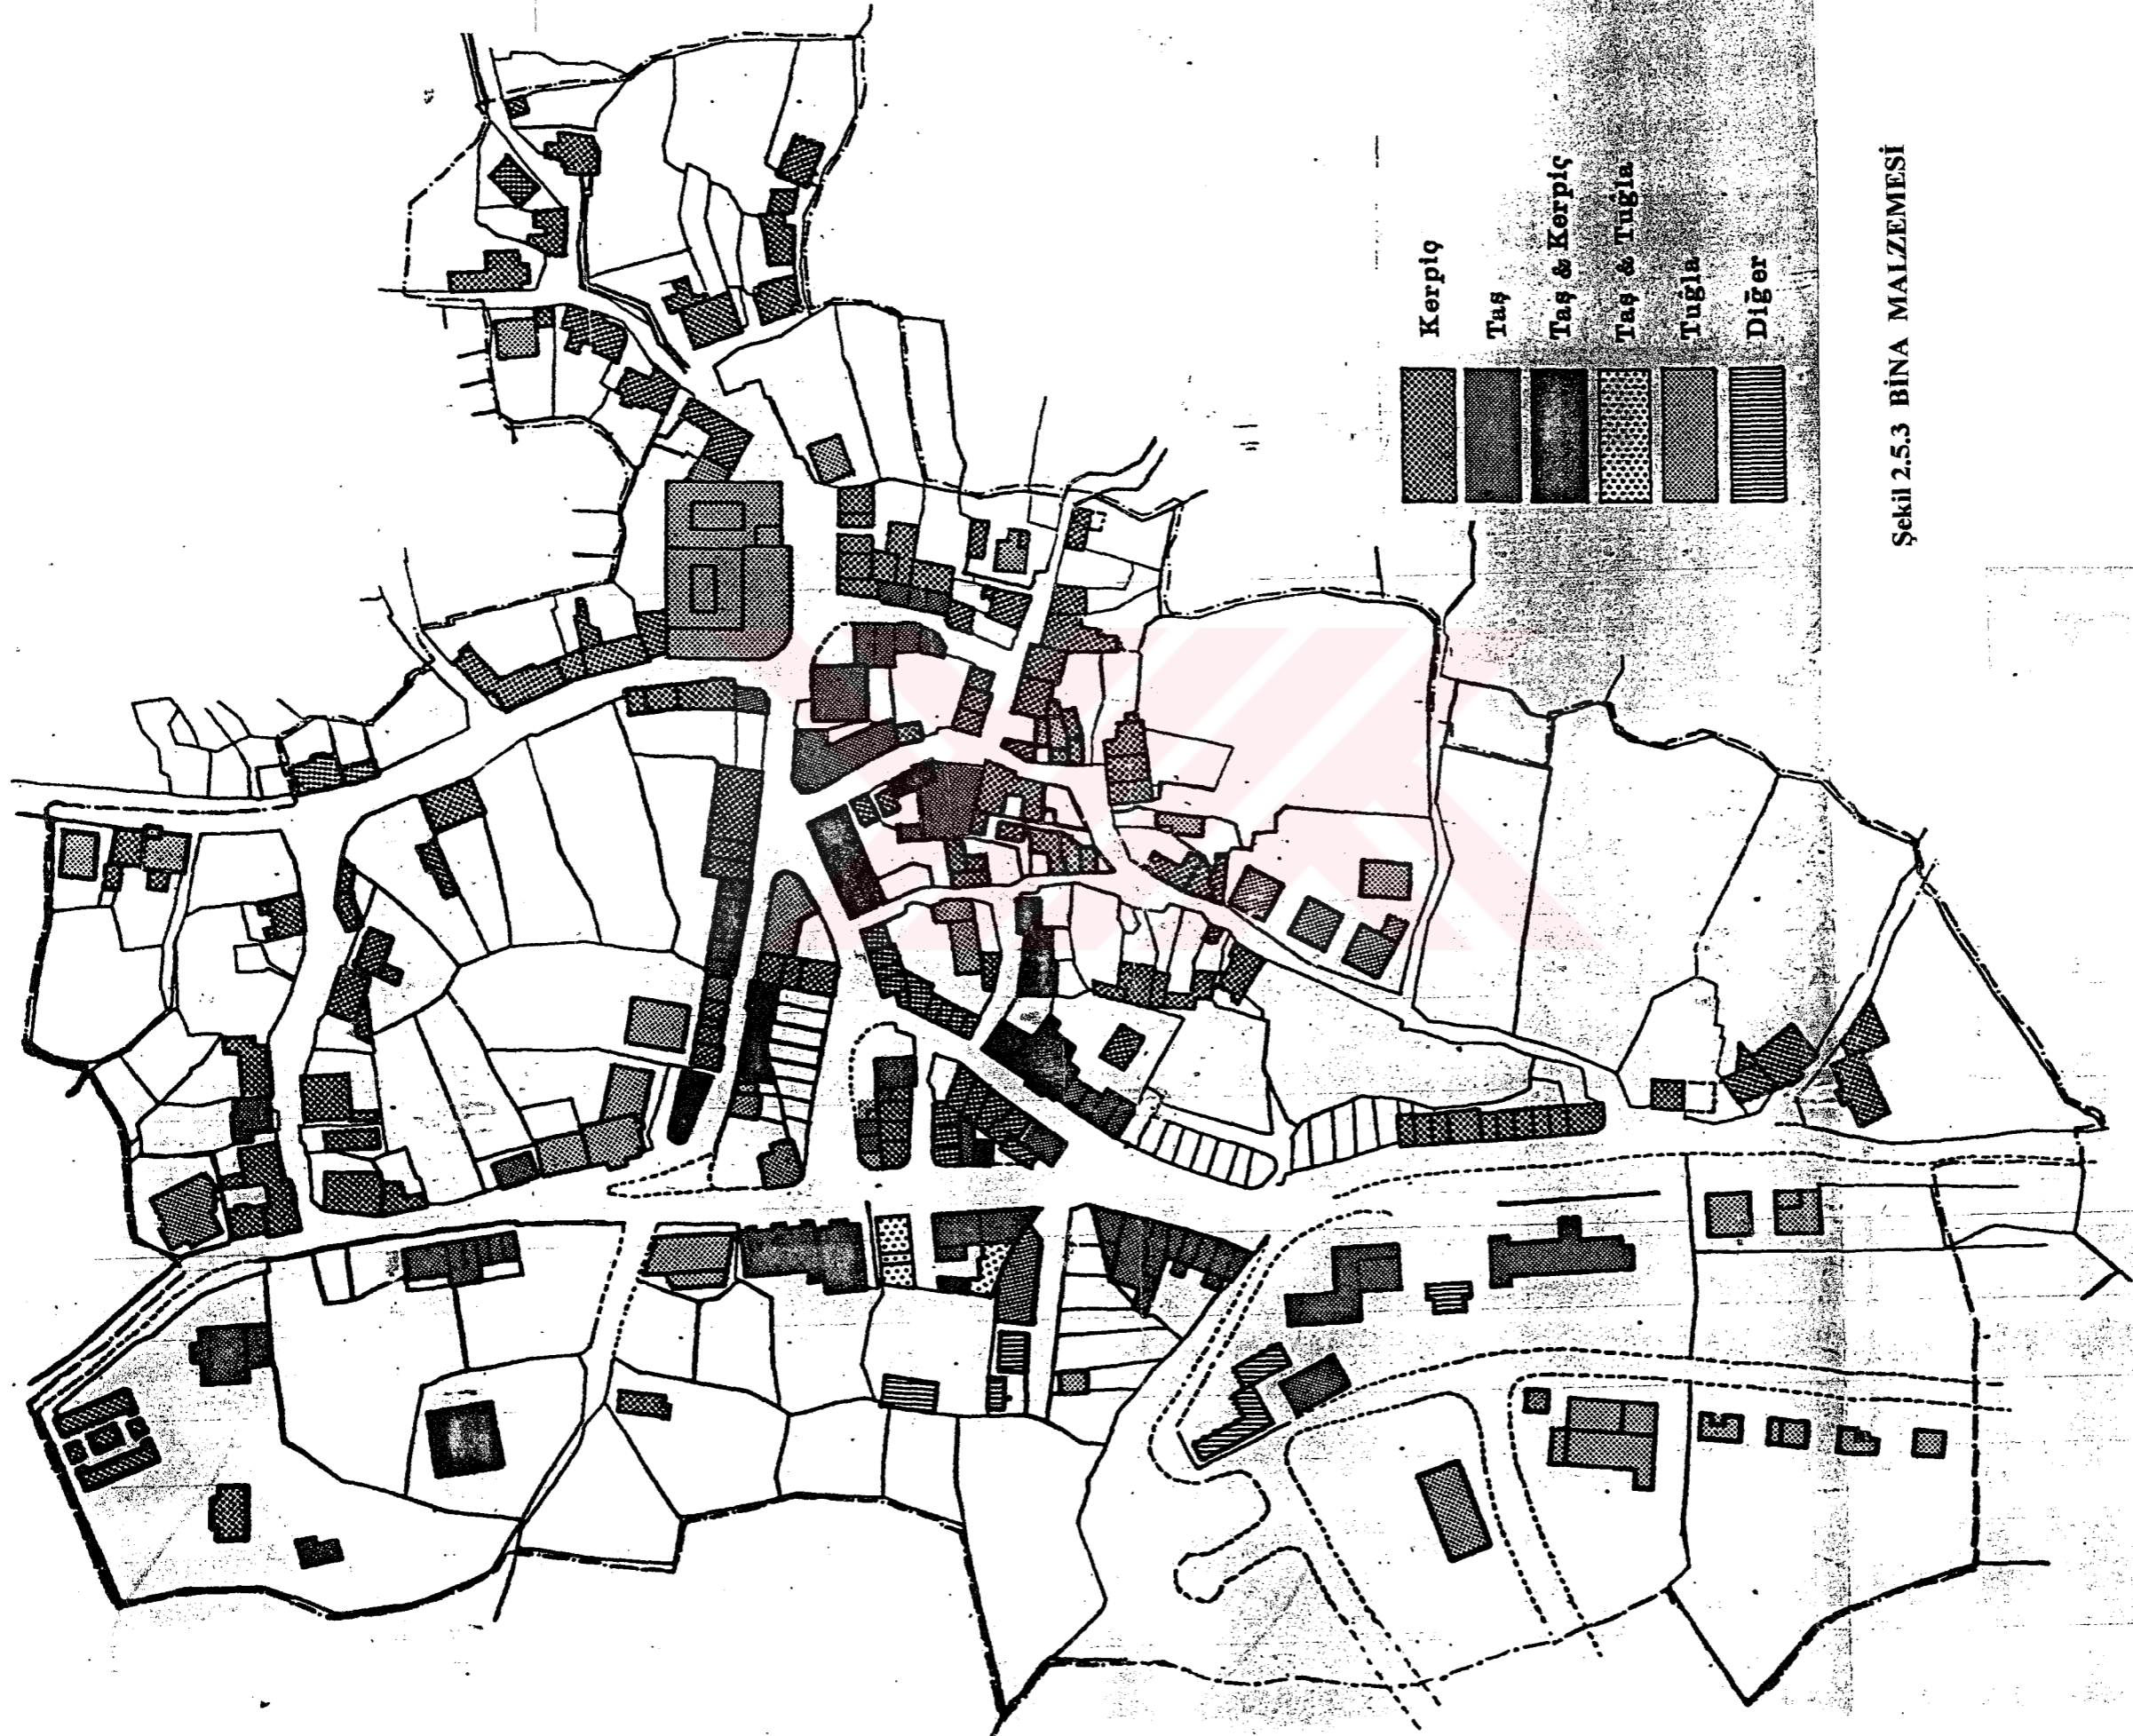 Kerpiç
Taş
Taş & Kerpiç
Taş & Tuğla
Tuğla
Diğer
Şekil 2.5.3 BİNA MALZEMESİ